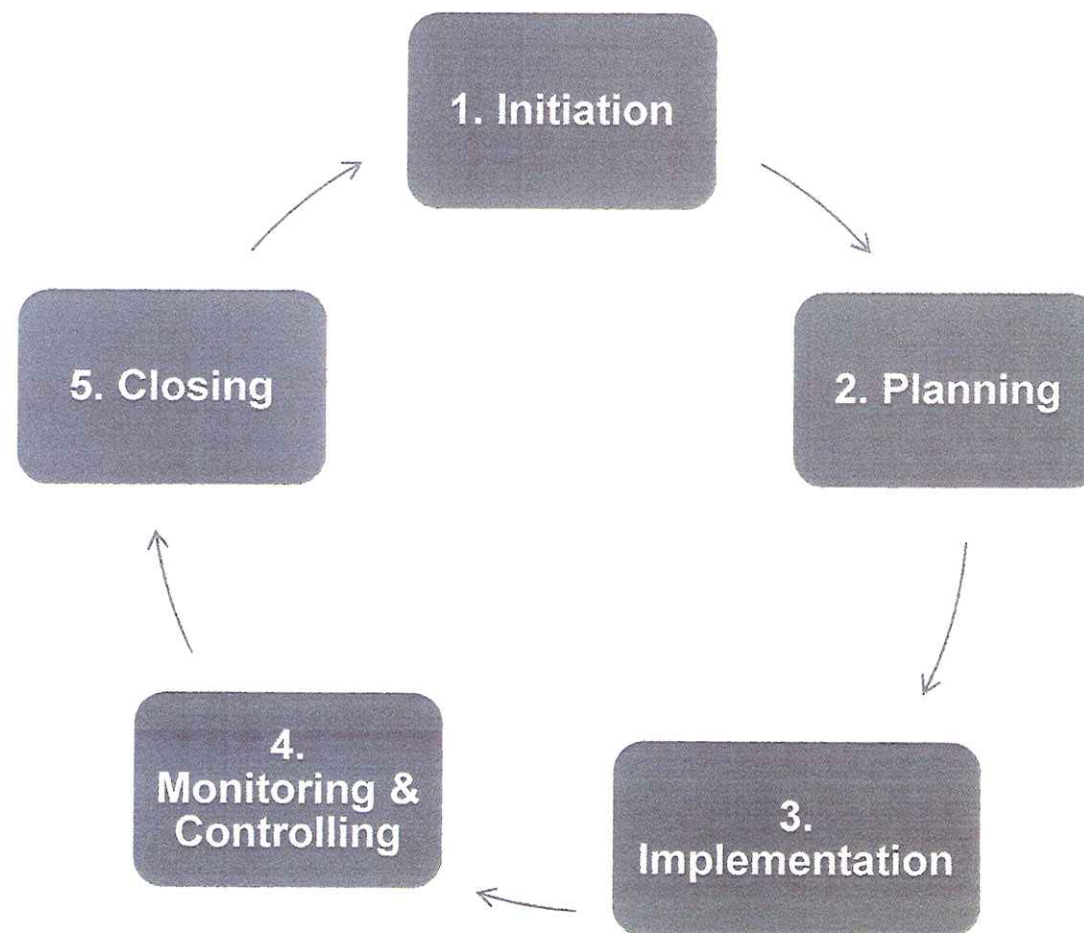 1. Initiation
2. Planning
3.
Implementation
4.
Monitoring &
Controlling
5. Closing